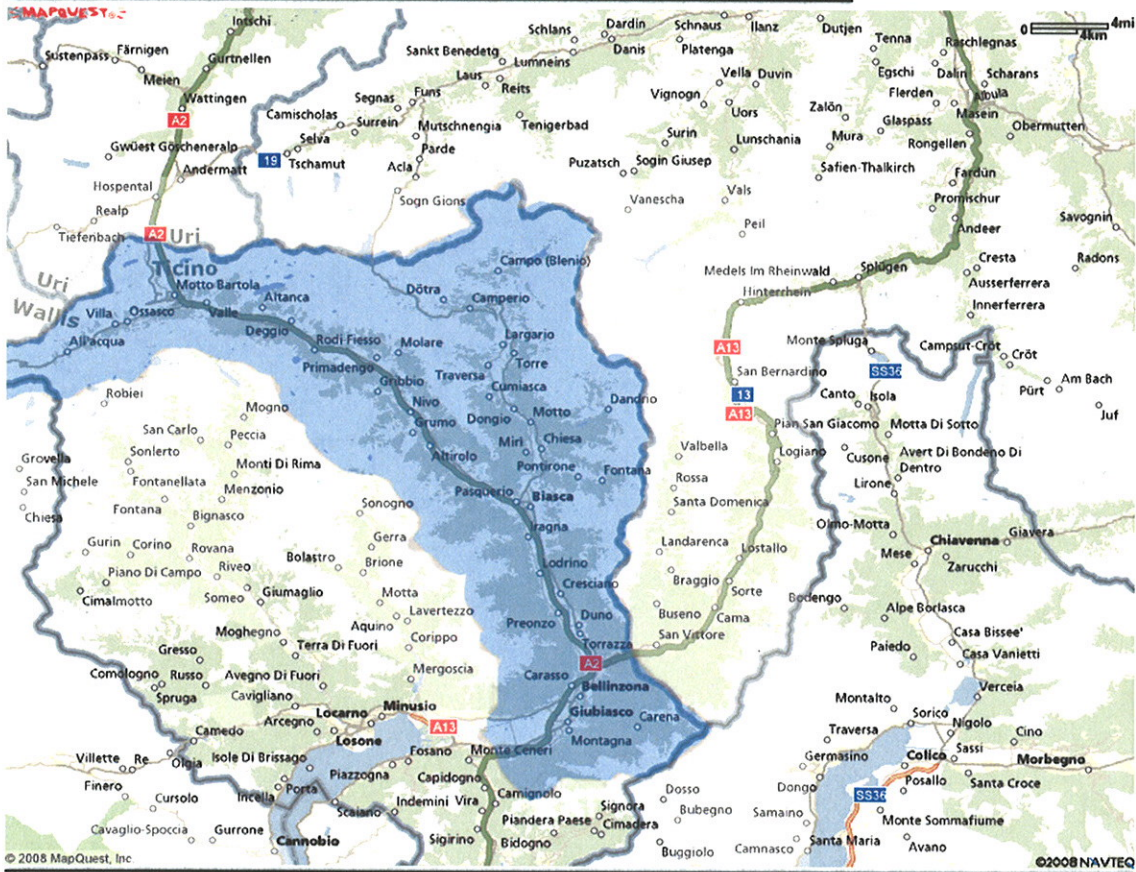 MAPQUEST
Intschi
Färnigen
Sustenpass
Gurtnellen
Meien
Wattingen
A2
Gwüest Göscheneralp
Andermatt
Hospental
Realp
Tiefenbach
A2
Uri
Uri
Wallis
Ticino
Schlans
Dardin
Schnaus
Ilanz
Danis
Platenga
Dutjen
Sankt Benedetg
Lumneins
Laus
Reits
Funs
Segnas
Camischolas
Surrein
Selva
19
Tschamut
Mutschnengia
Parde
Acla
Tenigerbad
Sogn Gions
Vella
Duvin
Vignogn
Uors
Surin
Lunschania
Puzatsch
Sogin Giusep
Vanescha
Vals
Peil
0
4mi
4km
Tenna
Raschlegnas
Egschi
Dalin
Scharans
Flerden
Albula
Zalön
Masein
Glaspass
Mura
Rongellen
Obermutten
Safien-Thalkirch
Fardün
Promischur
Andeer
Savognin
Medels Im Rheinwald
Splügen
Cresta
Radons
Ausserferrera
Hinterrhein
Innerferrera
Monte Spluga
Campsut-Cröt
Cröt
A13
SS36
San Bernardino
Am Bach
Pürt
Juf
13
A13
Canto
Isola
Pian San Giacomo
Motta Di Sotto
Logiano
Cusone
Avert Di Bondeno Di
Dentro
Lirone
Campo (Blenio)
Dötra
Camperio
Motto Bartola
Altanca
Villa
Ossasco
Valle
Deggio
All'acqua
Rodi Fiesso
Molare
Primadengo
Gribbio
Largario
Torre
Traversa
Cumiasca
Nivo
Grumo
Dongio
Motto
Dandrio
Miri
Chiesa
Altirolo
Pontirone
Fontana
Pasquerio
Biasca
Iragna
Lodrino
Cresciano
Duno
Preonzo
Torrazza
A2
Carasso
Bellinzona
Giubiasco
Carena
Montagna
Monte Ceneri
Robiei
Mogno
San Carlo
Peccia
Grovella
Sonlerto
Monti Di Rima
San Michele
Fontanellata
Menzonio
Chiesa
Fontana
Bignasco
Sonogno
Gurin
Corino
Rovana
Bolastro
Gerra
Piano Di Campo
Riveo
Brione
Cimalmotto
Someo
Giumaglio
Motta
Lavertezzo
Moghegno
Aquino
Corippo
Gresso
Terra Di Fuori
Mergoscia
Comologno
Russo
Avegno Di Fuori
Spruga
Cavigliano
Minusio
Locarno
Arcegno
A13
Camedo
Losone
Villette
Re
Olgia
Isole Di Brissago
Fosano
Piazzogna
Capidogno
Finero
Porta
Incella
Camignolo
Cursolo
Scaiano
Indemini
Vira
Signora
Cavaglio-Spoccia
Gurrone
Cannobio
Piandera Paese
Cimadera
Sigirino
Bidogno
Valbella
Rossa
Santa Domenica
Landarenca
Lostallo
Braggio
Sorte
Buseno
Cama
San Vittore
Olmo-Motta
Giavera
Chiavenna
Mese
Zarucchi
Bodengo
Alpe Borlasca
Casa Bissee'
Paiedo
Casa Vanietti
Verceia
Montalto
Sorico
Nigolo
Traversa
Cino
Germasino
Sassi
Colico
Morbegno
Dongo
Posallo
Santa Croce
SS36
Dosso
Bubegno
Samaino
Monte Sommafiume
Buggiolo
Camnasco
Santa Maria
Avano
© 2008 MapQuest, Inc.
©2008 NAVTEQ